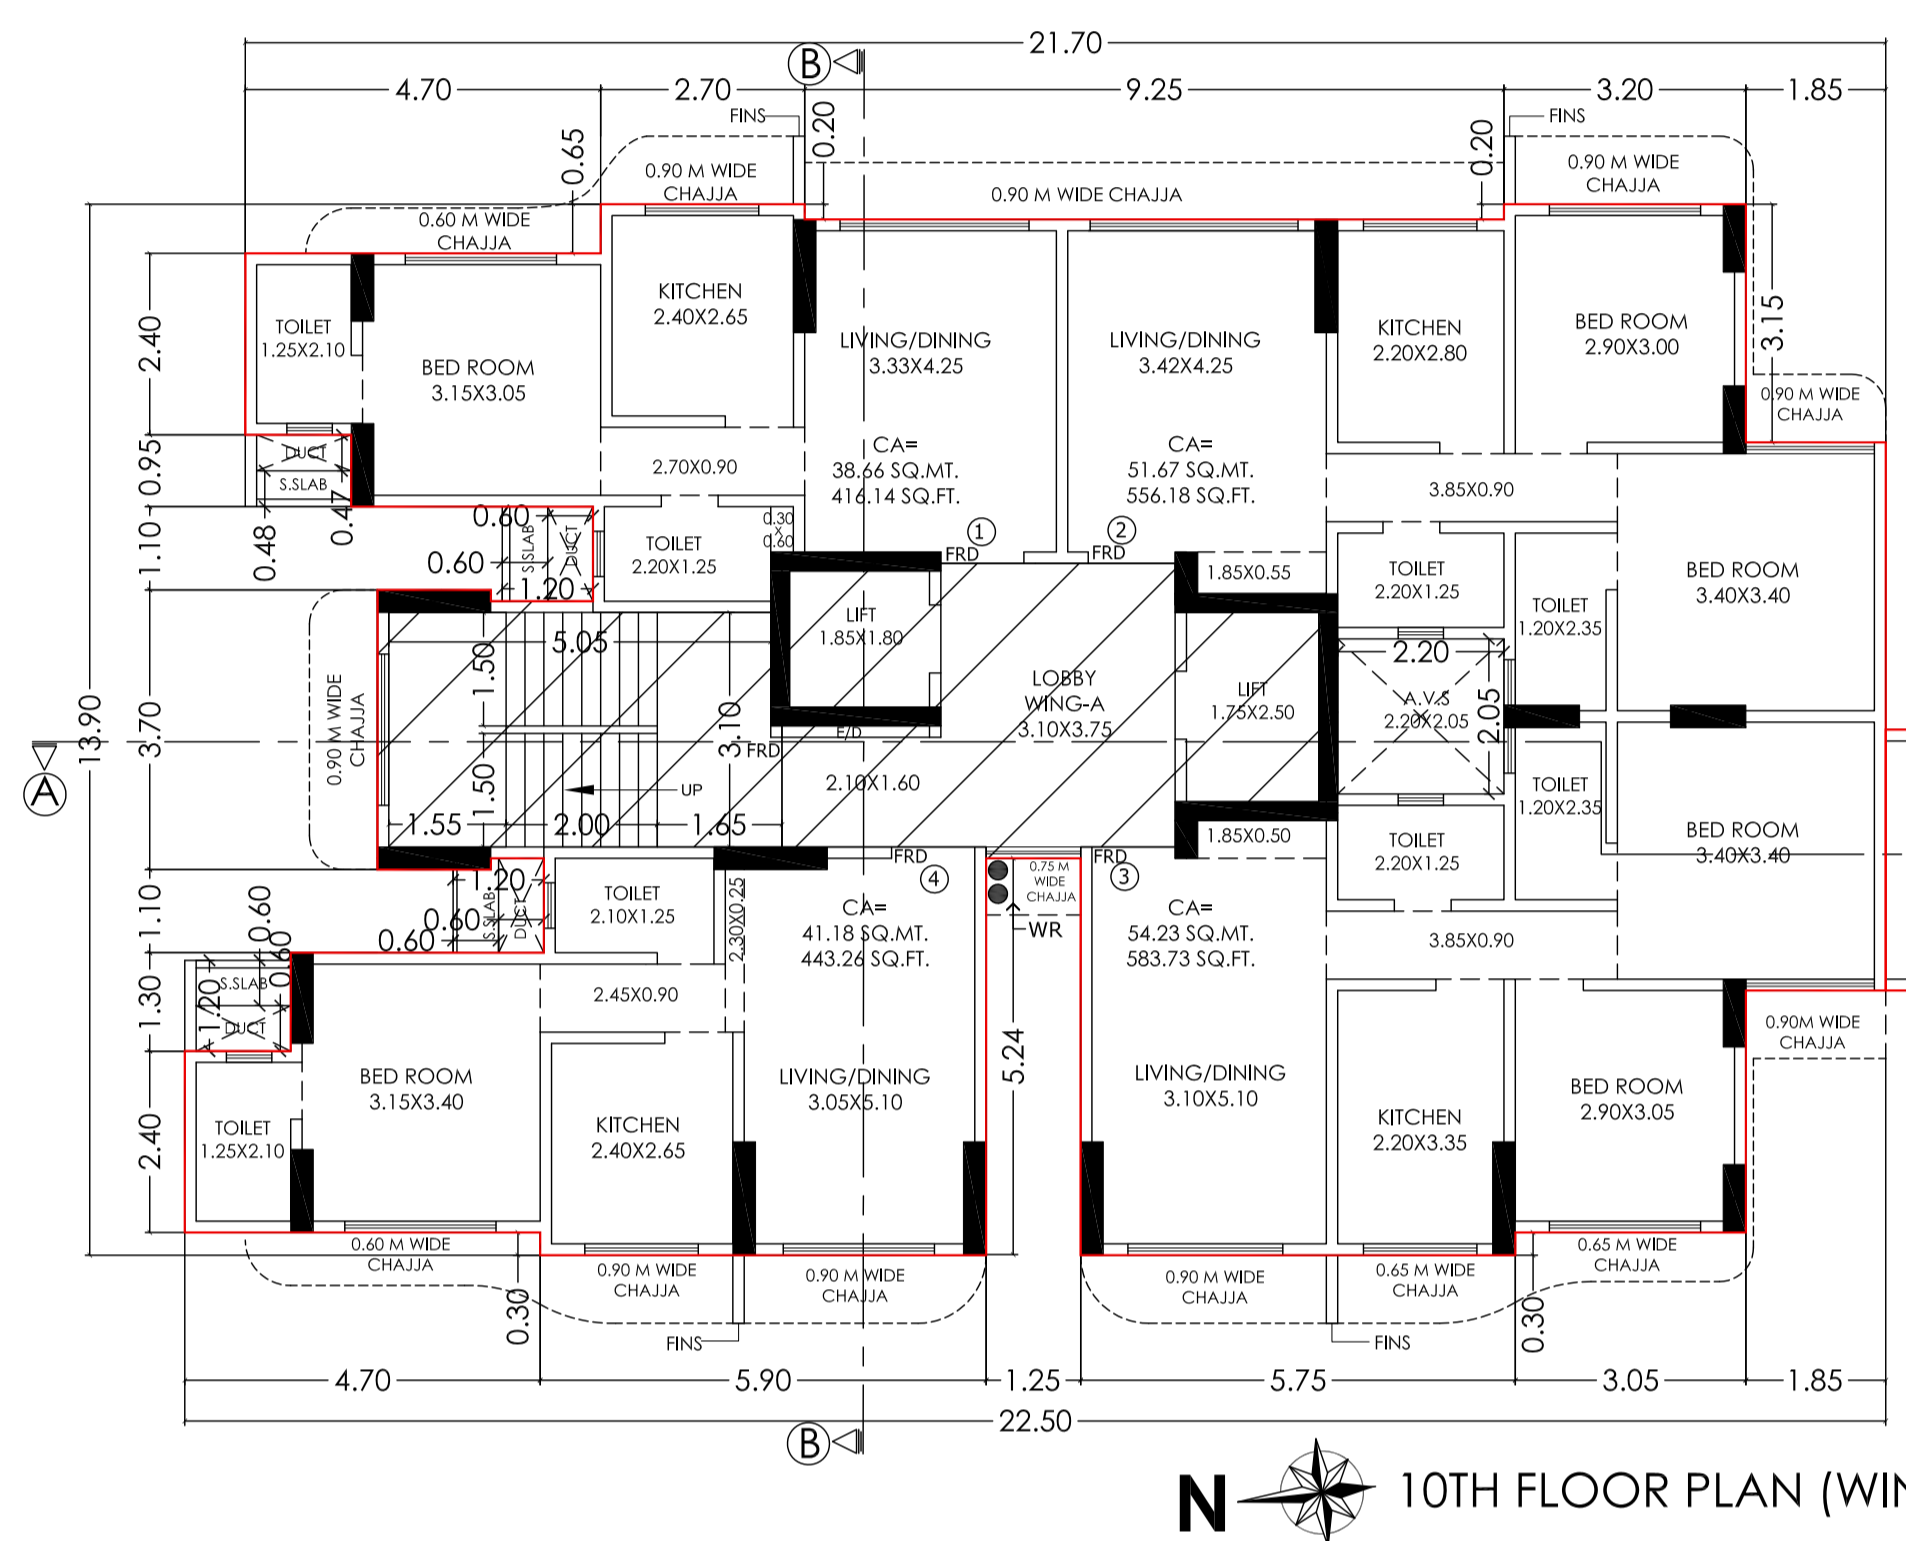 21.70
B
4.70
2.70
9.25
3.20
1.85
FINS
0.20
0.20
FINS
0.65
0.90 M WIDE
CHAJJA
0.90 M WIDE CHAJJA
0.90 M WIDE
CHAJJA
0.60 M WIDE
CHAJJA
2.40
TOILET
1.25X2.10
BED ROOM
3.15X3.05
KITCHEN
2.40X2.65
LIVING/DINING
3.33X4.25
LIVING/DINING
3.42X4.25
KITCHEN
2.20X2.80
BED ROOM
2.90X3.00
3.15
0.90 M WIDE
CHAJJA
CA=
38.66 SQ.MT.
416.14 SQ.FT.
CA=
51.67 SQ.MT.
556.18 SQ.FT.
0.95
DUCT
S.SLAB
0.47
0.48
2.70X0.90
3.85X0.90
1.10
0.60
0.60
1.20
S.SLAB
DUCT
TOILET
2.20X1.25
0.30
X
0.60
1
FRD
2
FRD
1.85X0.55
TOILET
2.20X1.25
TOILET
1.20X2.35
BED ROOM
3.40X3.40
13.90
3.70
0.90 M WIDE
CHAJJA
5.05
1.50
1.50
3.10
LIFT
1.85X1.80
LOBBY
WING-A
3.10X3.75
LIFT
1.75X2.50
2.20
A.V.S
2.20X2.05
2.05
A
FRD
E/D
2.10X1.60
UP
1.55
2.00
1.65
TOILET
1.20X2.35
BED ROOM
3.40X3.40
1.85X0.50
TOILET
2.20X1.25
1.10
1.20
0.60
0.60
S.SLAB
DUCT
TOILET
2.10X1.25
2.30X0.25
FRD
4
0.75 M
WIDE
CHAJJA
WR
FRD
3
CA=
41.18 SQ.MT.
443.26 SQ.FT.
CA=
54.23 SQ.MT.
583.73 SQ.FT.
3.85X0.90
0.60
0.60
1.30
S.SLAB
1.20
DUCT
2.45X0.90
5.24
0.90M WIDE
CHAJJA
2.40
BED ROOM
3.15X3.40
TOILET
1.25X2.10
KITCHEN
2.40X2.65
LIVING/DINING
3.05X5.10
LIVING/DINING
3.10X5.10
KITCHEN
2.20X3.35
BED ROOM
2.90X3.05
0.60 M WIDE
CHAJJA
0.30
0.90 M WIDE
CHAJJA
0.90 M WIDE
CHAJJA
0.90 M WIDE
CHAJJA
0.65 M WIDE
CHAJJA
0.65 M WIDE
CHAJJA
0.30
FINS
FINS
4.70
5.90
1.25
5.75
3.05
1.85
22.50
B
N
10TH FLOOR PLAN (WIN